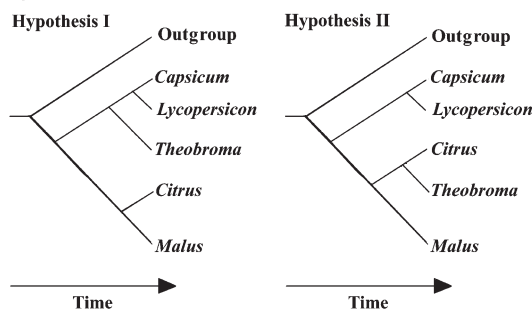 Hypothesis I
Outgroup
Capsicum
Lycopersicon
Theobroma
Citrus
Malus
Time
Hypothesis II
Outgroup
Capsicum
Lycopersicon
Citrus
Theobroma
Malus
Time